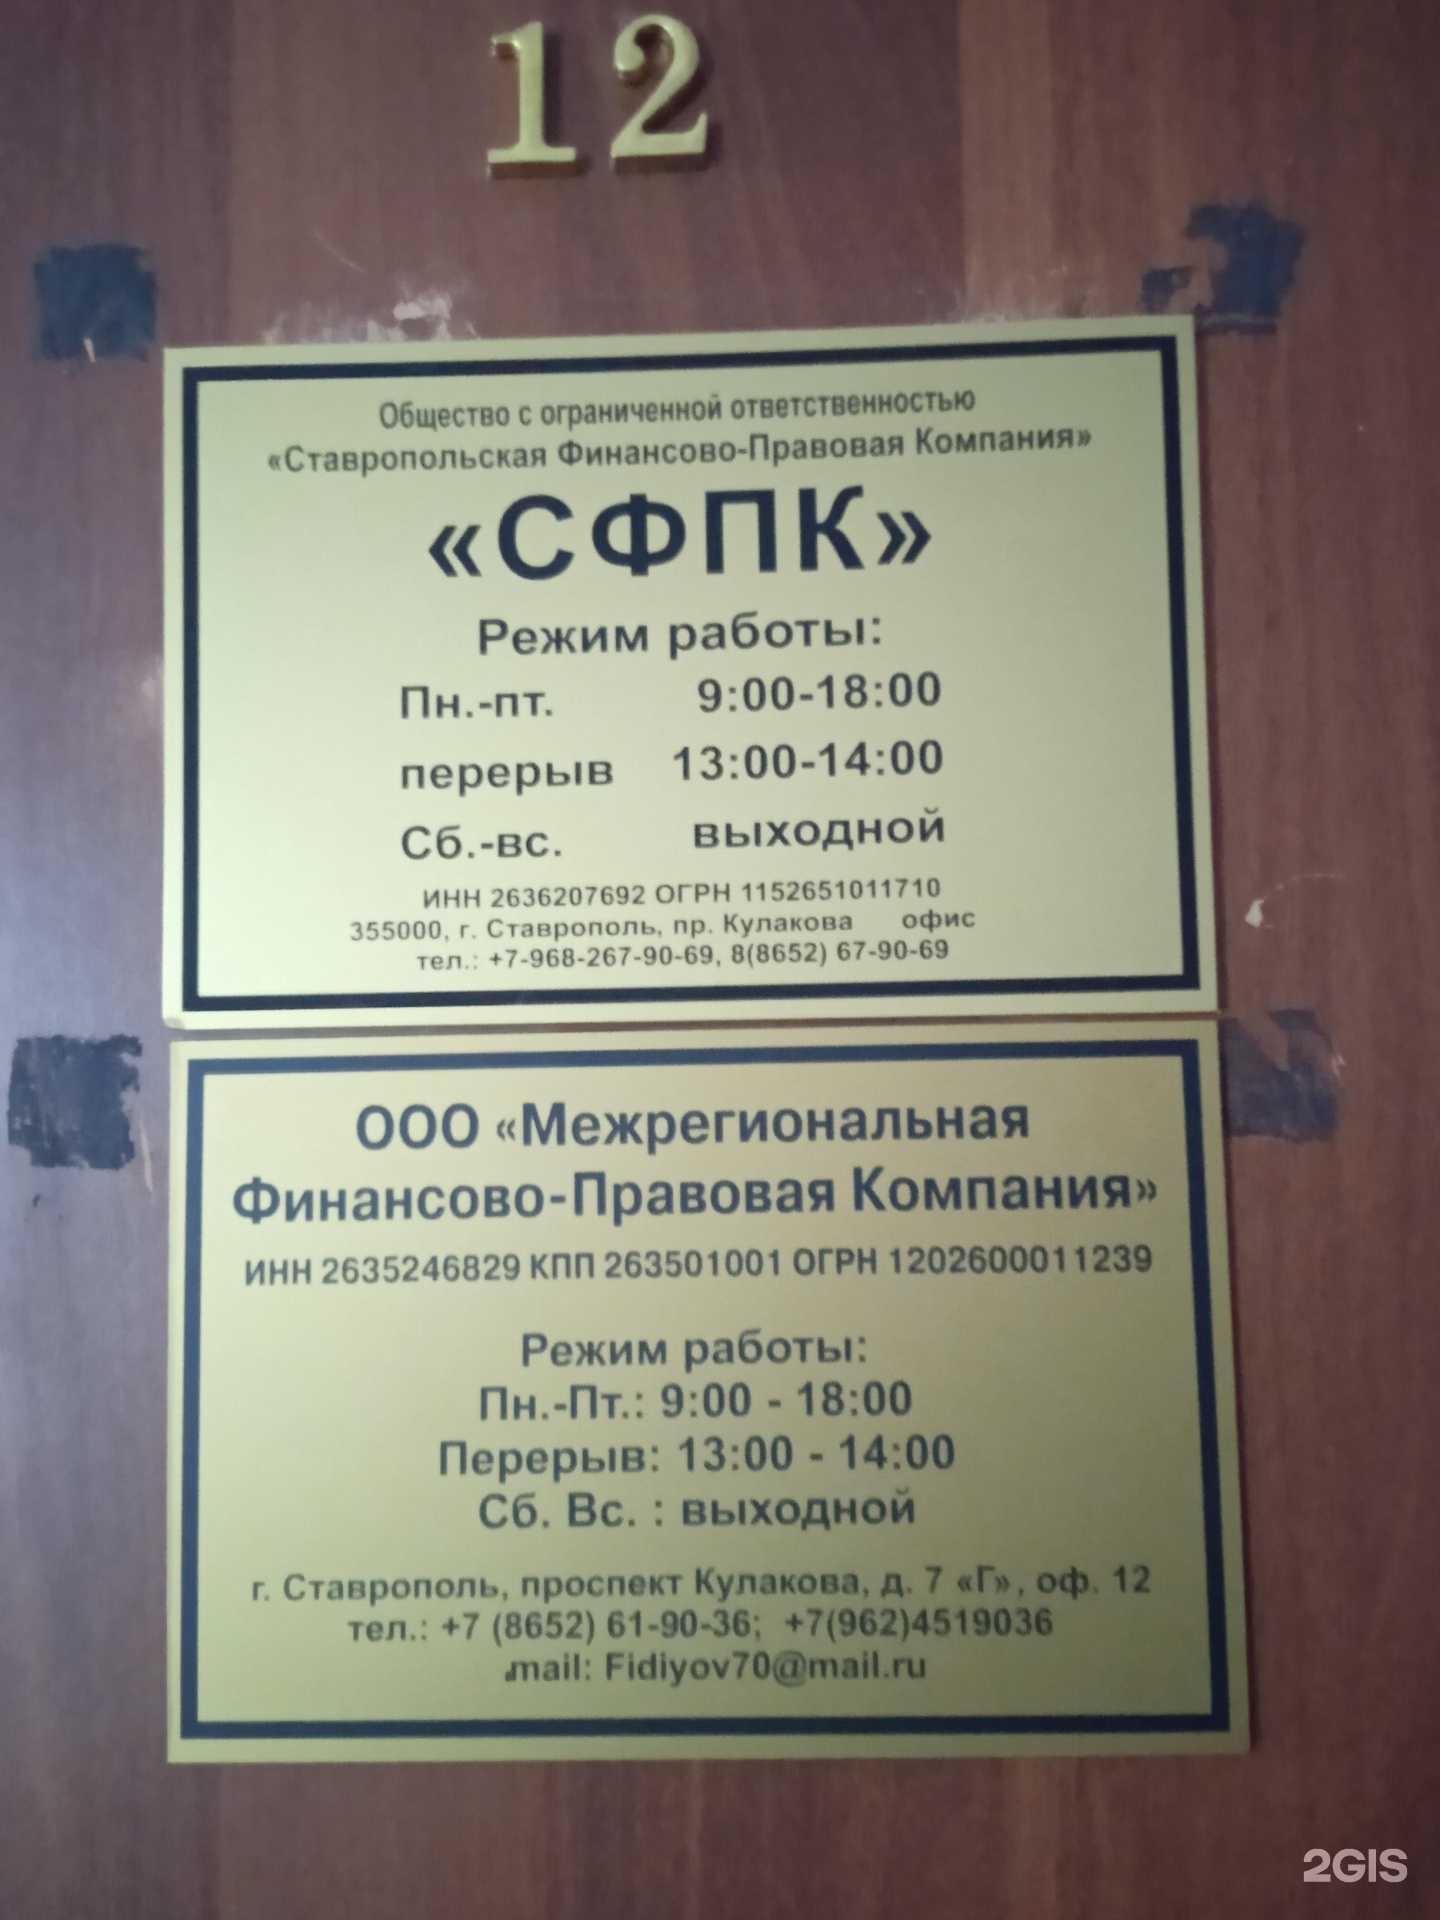 12
Общество с ограниченной ответственностью
«Ставропольская Финансово-Правовая Компания»
«СФПК»
Режим работы:
Пн.-пт. 9:00-18:00
перерыв 13:00-14:00
Сб.-вс. выходной
ИНН 2636207692 ОГРН 1152651011710
355000, г. Ставрополь, пр. Кулакова офис
тел.: +7-968-267-90-69, 8(8652) 67-90-69
ООО «Межрегиональная
Финансово-Правовая Компания»
ИНН 2635246829 КПП 263501001 ОГРН 1202600011239
Режим работы:
Пн.-Пт.: 9:00 - 18:00
Перерыв: 13:00 - 14:00
Сб. Вс. : выходной
г. Ставрополь, проспект Кулакова, д. 7 «Г», оф. 12
тел.: +7 (8652) 61-90-36; +7(962)4519036
mail: Fidiyov70@mail.ru
2GIS